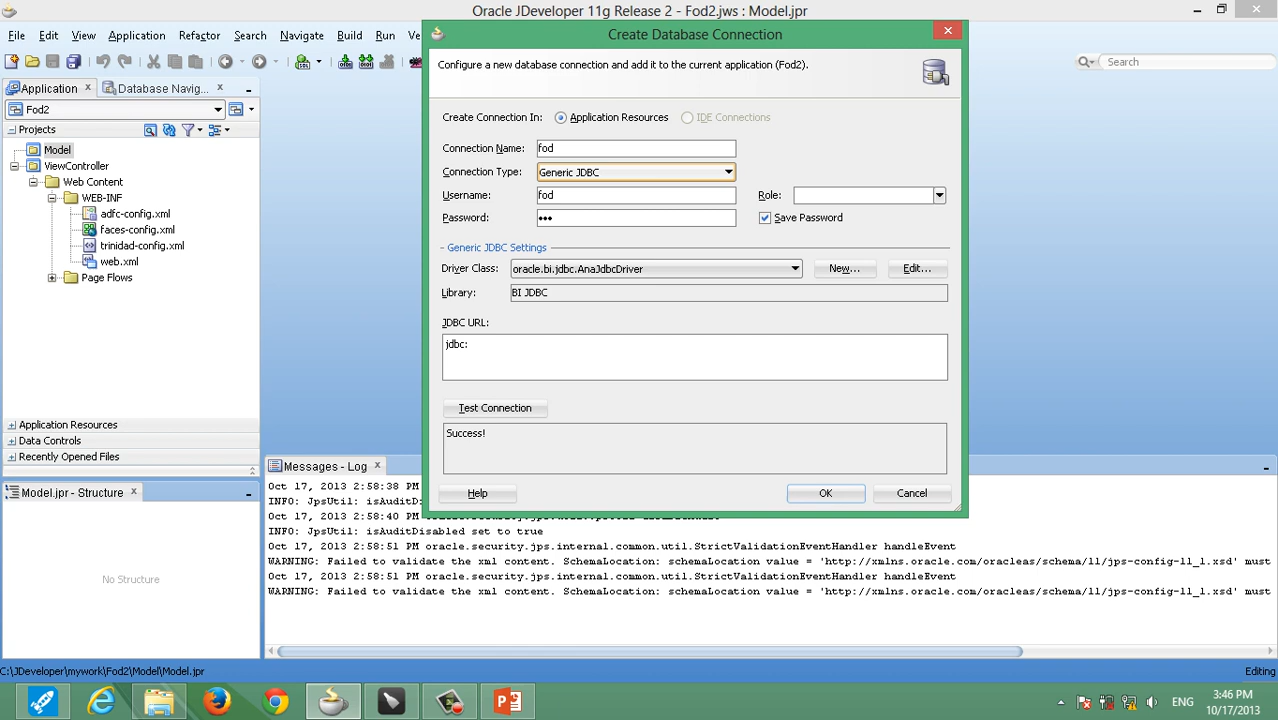 Oracle JDeveloper 11g Release 2 - Fod2.jws : Model.jpr
File Edit View Application Refactor Search Navigate Build Run Ve
Search
Application
Database Navig...
Fod2
Projects
Model
ViewController
Web Content
WEB-INF
adfc-config.xml
faces-config.xml
trinidad-config.xml
web.xml
Page Flows
Application Resources
Data Controls
Recently Opened Files
Model.jpr - Structure
No Structure
Create Database Connection
Configure a new database connection and add it to the current application (Fod2).
Create Connection In: Application Resources IDE Connections
Connection Name: fod
Connection Type: Generic JDBC
Username: fod Role:
Password: ••• Save Password
Generic JDBC Settings
Driver Class: oracle.bi.jdbc.AnaJdbcDriver New... Edit...
Library: BI JDBC
JDBC URL:
jdbc:
Test Connection
Success!
Help OK Cancel
Messages - Log
Oct 17, 2013 2:58:38 PM
INFO: JpsUtil: isAuditD
Oct 17, 2013 2:58:40 PM
INFO: JpsUtil: isAuditDisabled set to true
Oct 17, 2013 2:58:51 PM oracle.security.jps.internal.common.util.StrictValidationEventHandler handleEvent
WARNING: Failed to validate the xml content. SchemaLocation: schemaLocation value = 'http://xmlns.oracle.com/oracleas/schema/11/jps-config-11_1.xsd' must
Oct 17, 2013 2:58:51 PM oracle.security.jps.internal.common.util.StrictValidationEventHandler handleEvent
WARNING: Failed to validate the xml content. SchemaLocation: schemaLocation value = 'http://xmlns.oracle.com/oracleas/schema/11/jps-config-11_1.xsd' must
C:\JDeveloper\mywork\Fod2\Model\Model.jpr
Editing
ENG
3:46 PM
10/17/2013